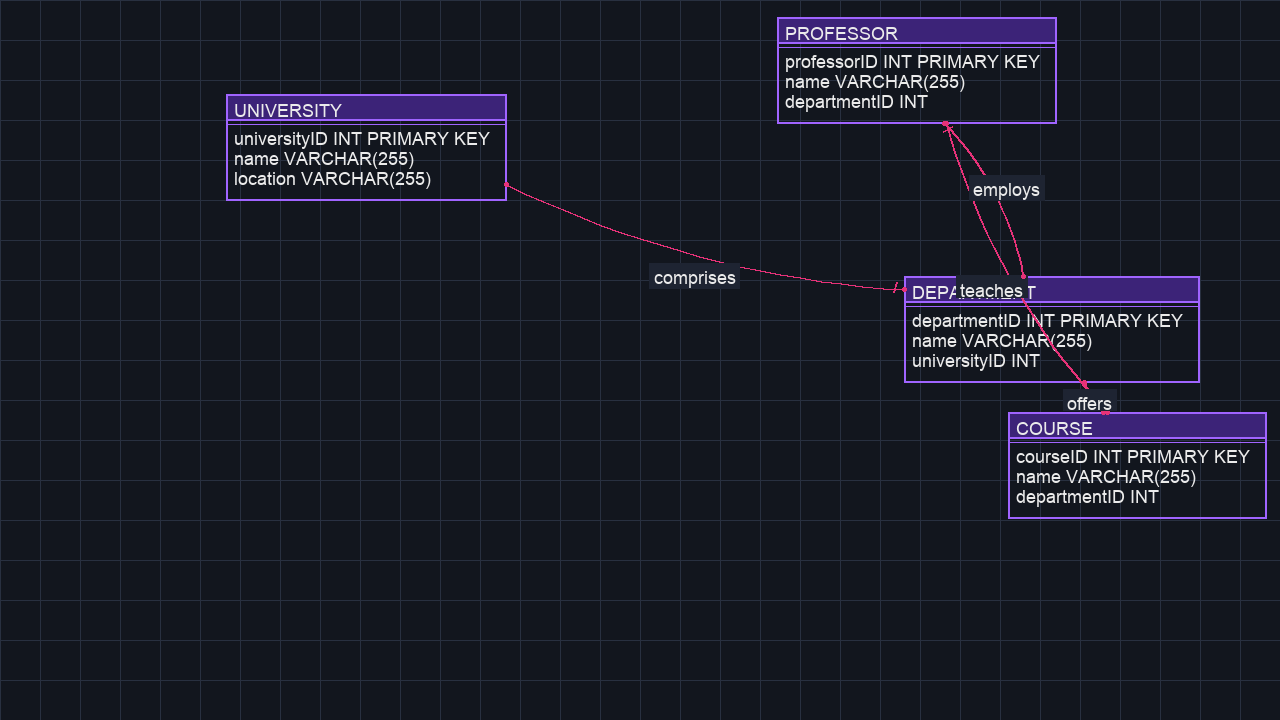 PROFESSOR
professorID INT PRIMARY KEY
name VARCHAR(255)
departmentID INT
UNIVERSITY
universityID INT PRIMARY KEY
name VARCHAR(255)
location VARCHAR(255)
employs
comprises
teaches
departmentID INT PRIMARY KEY
name VARCHAR(255)
universityID INT
offers
COURSE
courseID INT PRIMARY KEY
name VARCHAR(255)
departmentID INT